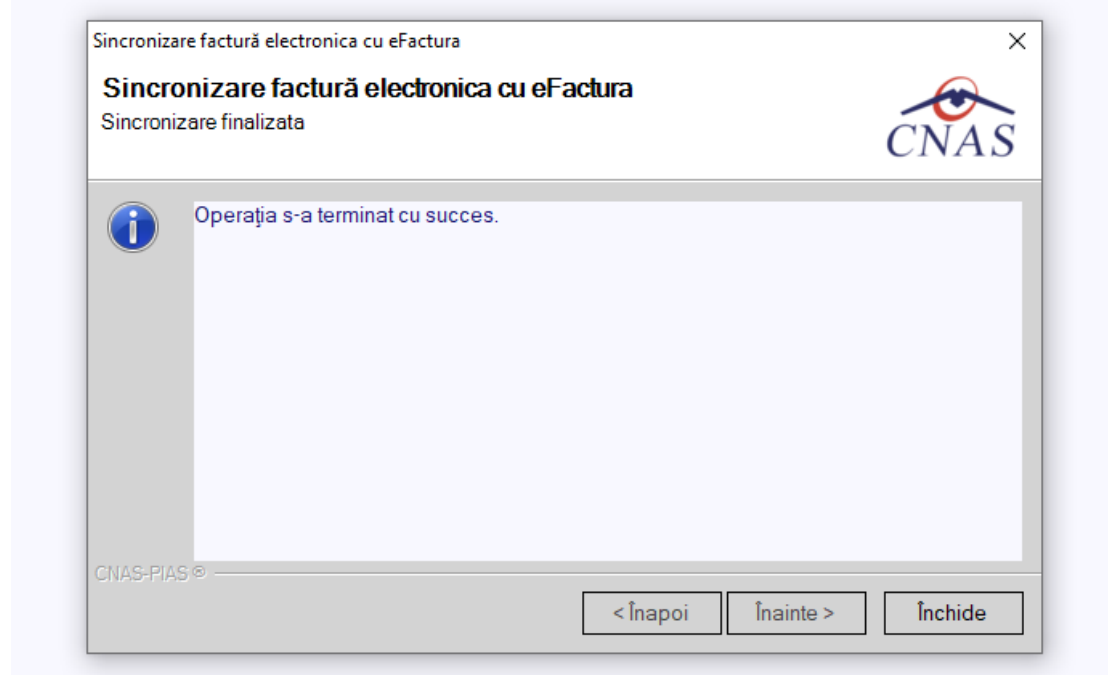 Sincronizare factură electronica cu eFactura
Sincronizare factură electronica cu eFactura
Sincronizare finalizata
CNAS
Operaţia s-a terminat cu succes.
CNAS-PIAS ®
< Înapoi
Înainte >
Închide